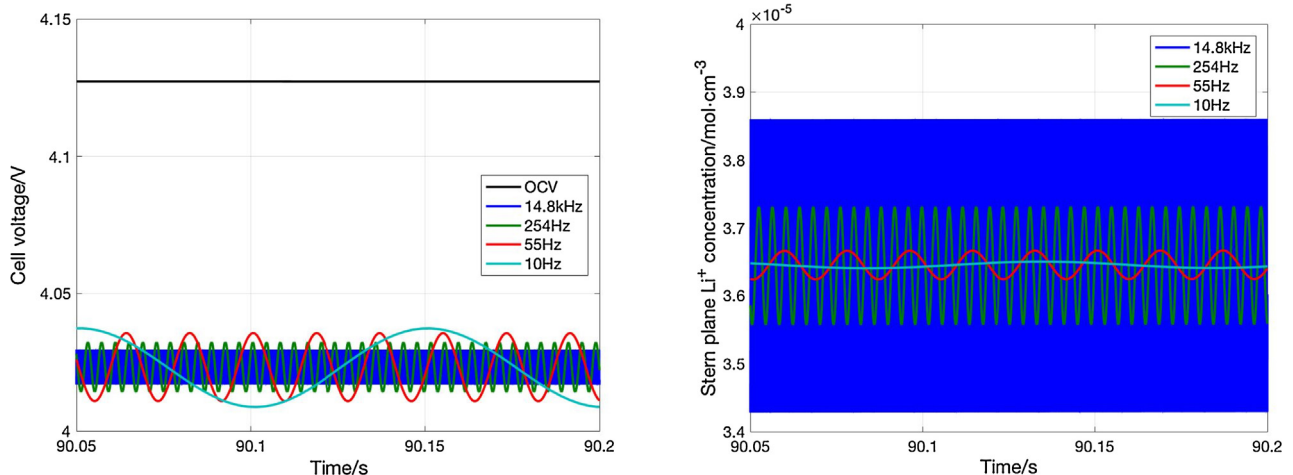 4.15
4.1
4.05
4
Cell voltage/V
90.05
90.1
90.15
90.2
Time/s
OCV
14.8kHz
254Hz
55Hz
10Hz
×10⁻⁵
4
3.9
3.8
3.7
3.6
3.5
3.4
Stern plane Li⁺ concentration/mol·cm⁻³
90.05
90.1
90.15
90.2
Time/s
14.8kHz
254Hz
55Hz
10Hz